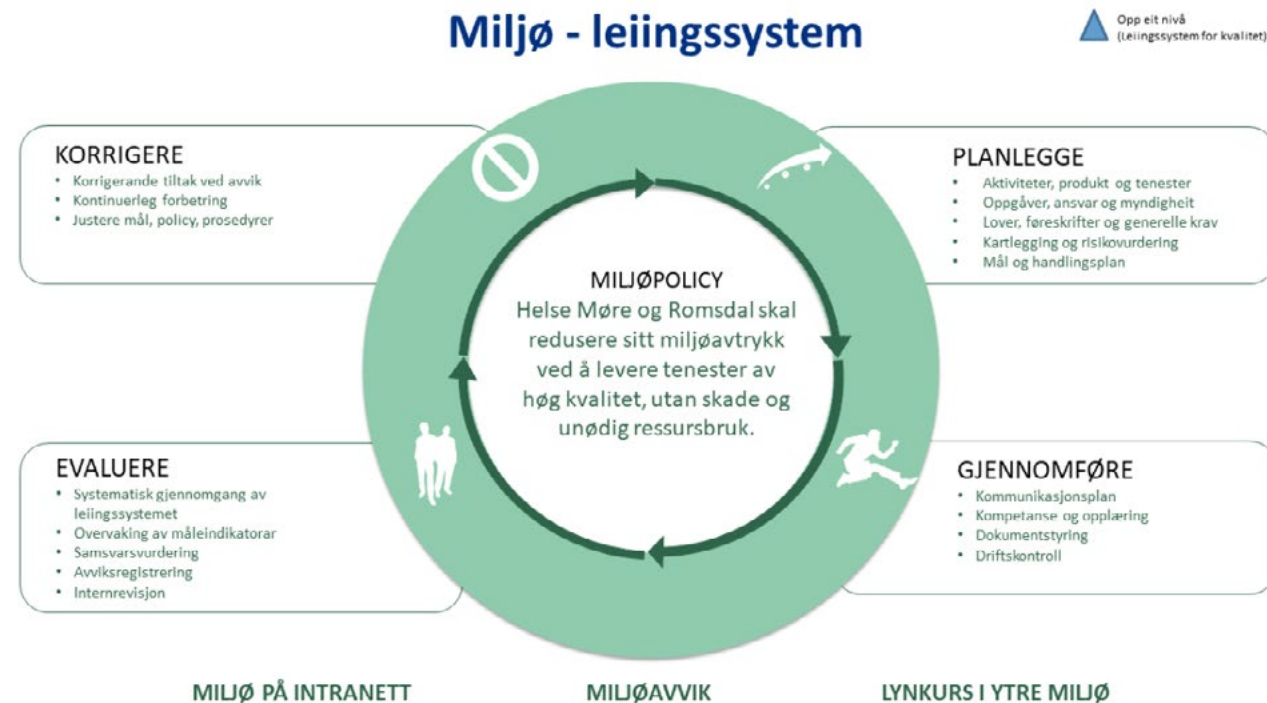 Miljø - leiingssystem
Opp eit nivå
(Leiingssystem for kvalitet)
KORRIGERE
• Korrigerande tiltak ved avvik
• Kontinuerleg forbetring
• Justere mål, policy, prosedyrer
PLANLEGGE
• Aktiviteter, produkt og tenester
• Oppgåver, ansvar og myndigheit
• Lover, føreskrifter og generelle krav
• Kartlegging og risikovurdering
• Mål og handlingsplan
MILJØPOLICY
Helse Møre og Romsdal skal
redusere sitt miljøavtrykk
ved å levere tenester av
høg kvalitet, utan skade og
unødig ressursbruk.
EVALUERE
• Systematisk gjennomgang av
leiingssystemet
• Overvaking av måleindikatorar
• Samsvarsvurdering
• Avviksregistrering
• Internrevisjon
GJENNOMFØRE
• Kommunikasjonsplan
• Kompetanse og opplæring
• Dokumentstyring
• Driftskontroll
MILJØ PÅ INTRANETT
MILJØAVVIK
LYNKURS I YTRE MILJØ